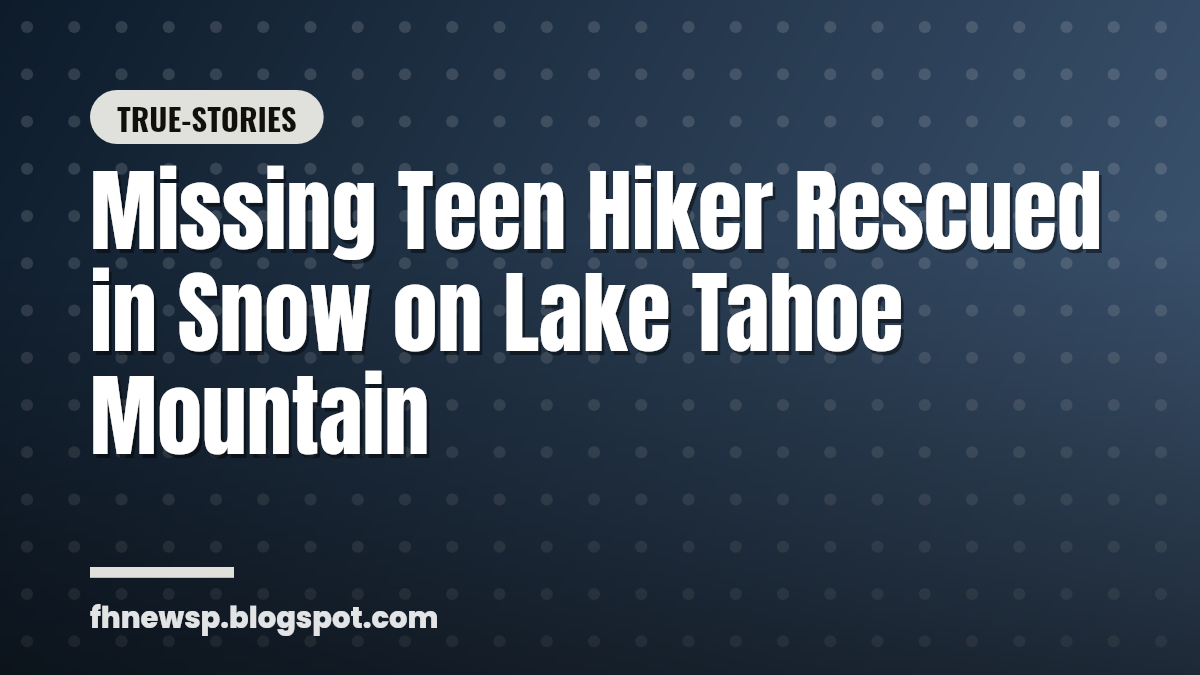 TRUE-STORIES
Missing Teen Hiker Rescued
in Snow on Lake Tahoe
Mountain
fhnewsp.blogspot.com